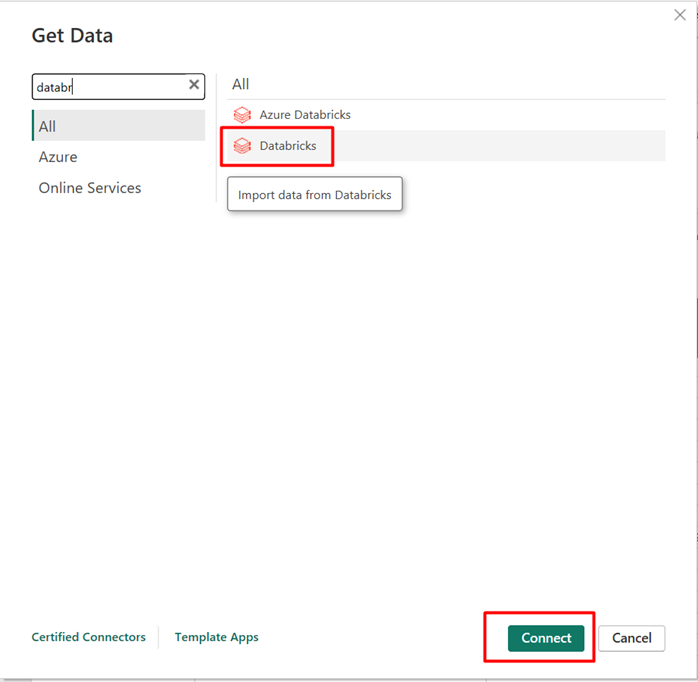 Get Data
databr
All
Azure
Online Services
All
Azure Databricks
Databricks
Import data from Databricks
Certified Connectors
Template Apps
Connect
Cancel